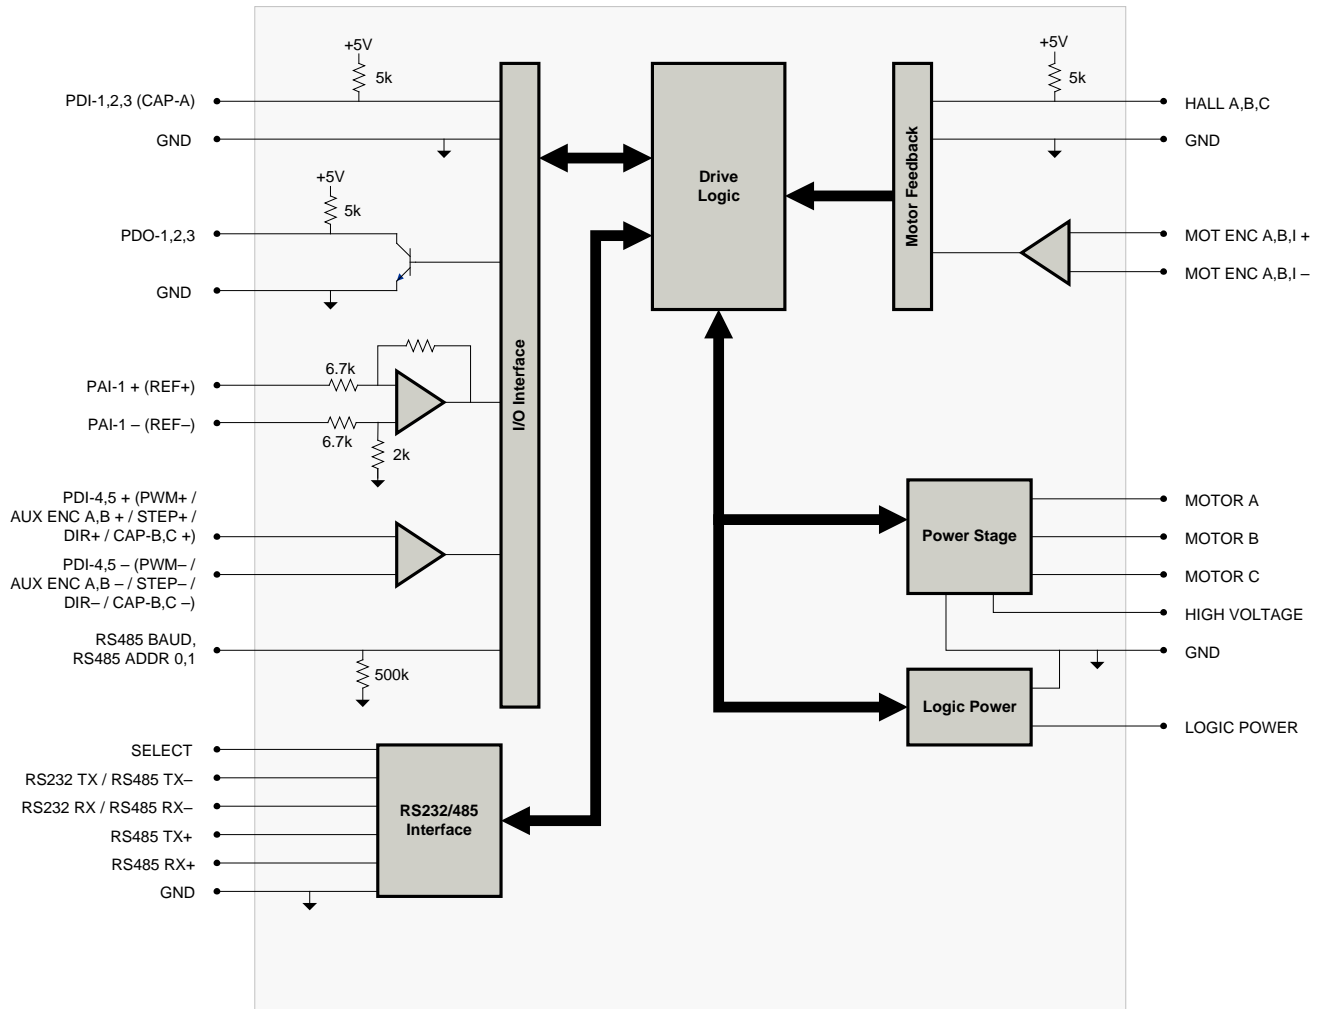 +5V
5k
PDI-1,2,3 (CAP-A)
GND
+5V
5k
PDO-1,2,3
GND
6.7k
PAI-1 + (REF+)
PAI-1 – (REF–)
6.7k
2k
PDI-4,5 + (PWM+ /
AUX ENC A,B + / STEP+ /
DIR+ / CAP-B,C +)
PDI-4,5 – (PWM– /
AUX ENC A,B – / STEP– /
DIR– / CAP-B,C –)
RS485 BAUD,
RS485 ADDR 0,1
500k
I/O Interface
SELECT
RS232 TX / RS485 TX–
RS232 RX / RS485 RX–
RS485 TX+
RS485 RX+
GND
RS232/485
Interface
Drive
Logic
Motor Feedback
+5V
5k
HALL A,B,C
GND
MOT ENC A,B,I +
MOT ENC A,B,I –
Power Stage
MOTOR A
MOTOR B
MOTOR C
HIGH VOLTAGE
GND
Logic Power
LOGIC POWER